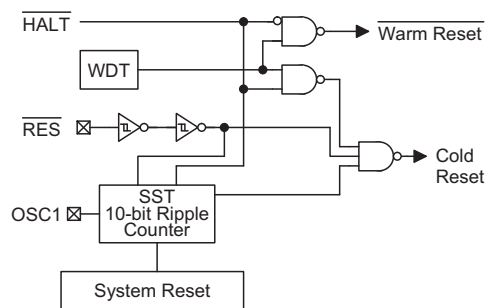 HALT
Warm Reset
WDT
RES
Cold
Reset
SST
10-bit Ripple
Counter
OSC1
System Reset